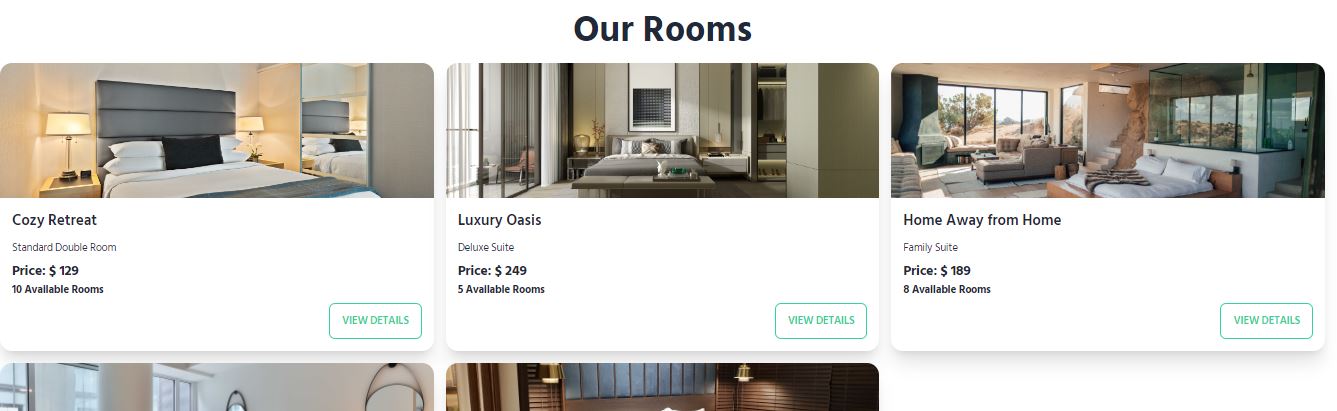 Our Rooms
Cozy Retreat
Standard Double Room
Price: $ 129
10 Available Rooms
VIEW DETAILS
Luxury Oasis
Deluxe Suite
Price: $ 249
5 Available Rooms
VIEW DETAILS
Home Away from Home
Family Suite
Price: $ 189
8 Available Rooms
VIEW DETAILS